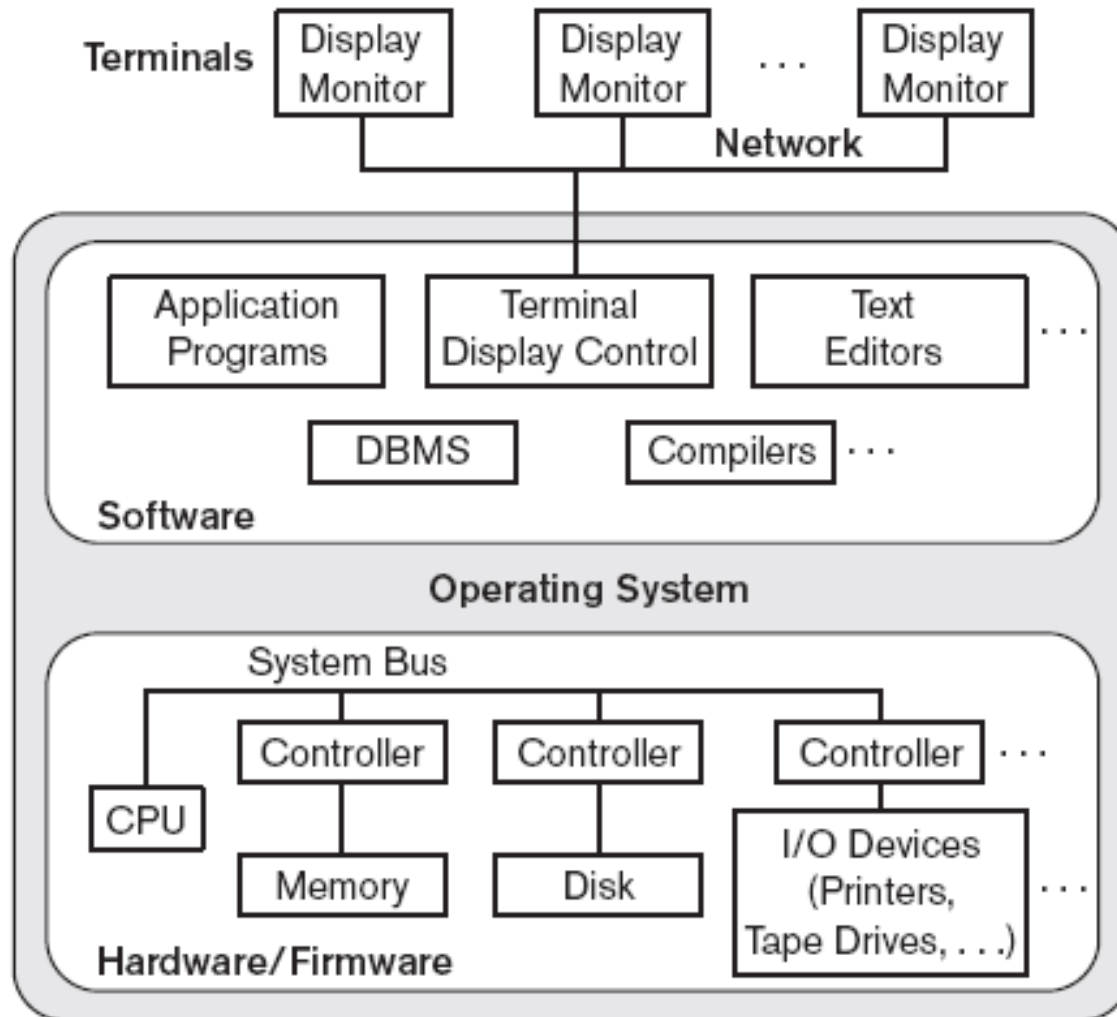 Terminals
Display
Monitor
Display
Monitor
. . .
Display
Monitor
Network
Application
Programs
Terminal
Display Control
Text
Editors
. . .
DBMS
Compilers
. . .
Software
Operating System
System Bus
Controller
Controller
Controller
. . .
CPU
Memory
Disk
I/O Devices
(Printers,
Tape Drives, . . .)
. . .
Hardware/Firmware